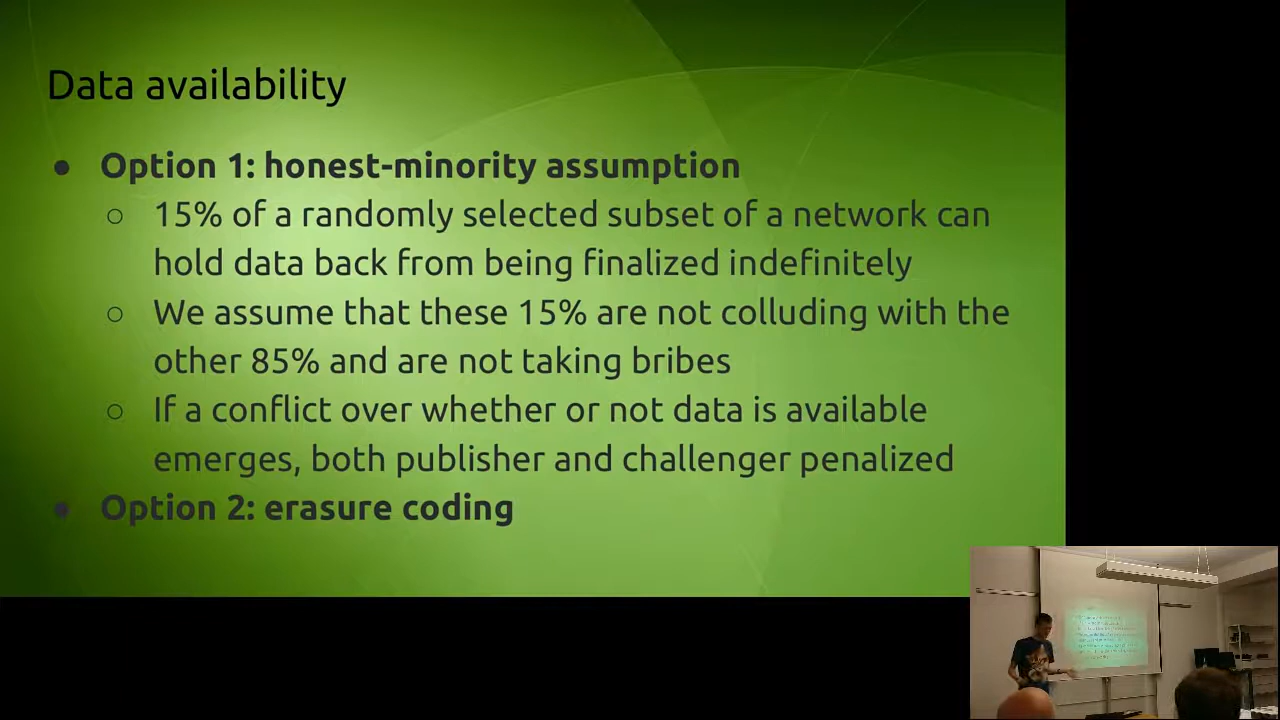 Data availability
● Option 1: honest-minority assumption
○ 15% of a randomly selected subset of a network can
hold data back from being finalized indefinitely
○ We assume that these 15% are not colluding with the
other 85% and are not taking bribes
○ If a conflict over whether or not data is available
emerges, both publisher and challenger penalized
● Option 2: erasure coding